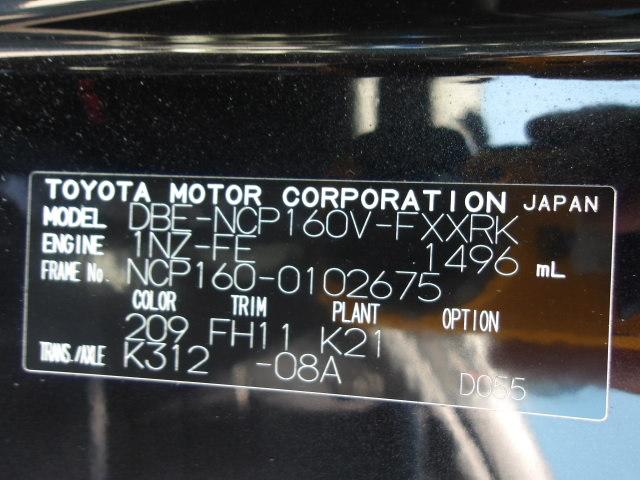 TOYOTA MOTOR CORPORATION JAPAN
MODEL DBE-NCP160V-FXXRK
ENGINE 1NZ-FE 1496 mL
FRAME No NCP160-0102675
COLOR TRIM PLANT OPTION
209 FH11 K21
TRANS./AXLE K312 -08A
D055